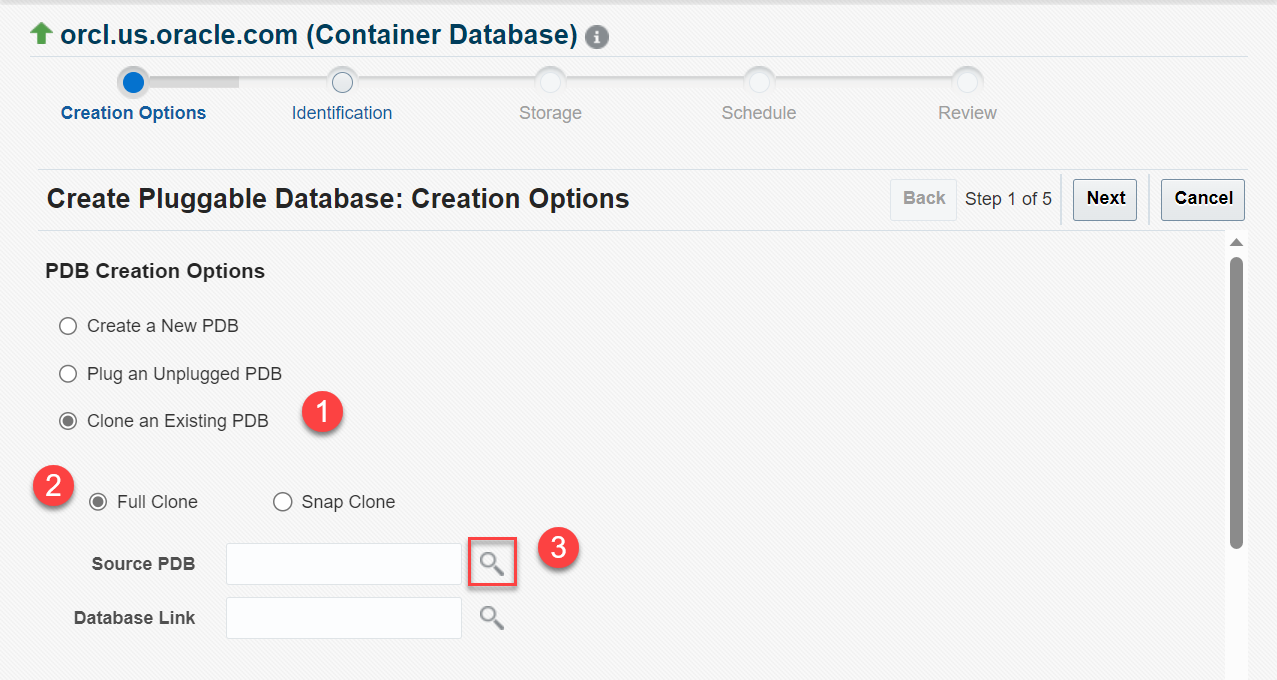 orcl.us.oracle.com (Container Database) i
Creation Options Identification Storage Schedule Review
Create Pluggable Database: Creation Options Back Step 1 of 5 Next Cancel
PDB Creation Options
Create a New PDB
Plug an Unplugged PDB
Clone an Existing PDB 1
2 Full Clone Snap Clone
Source PDB 3
Database Link